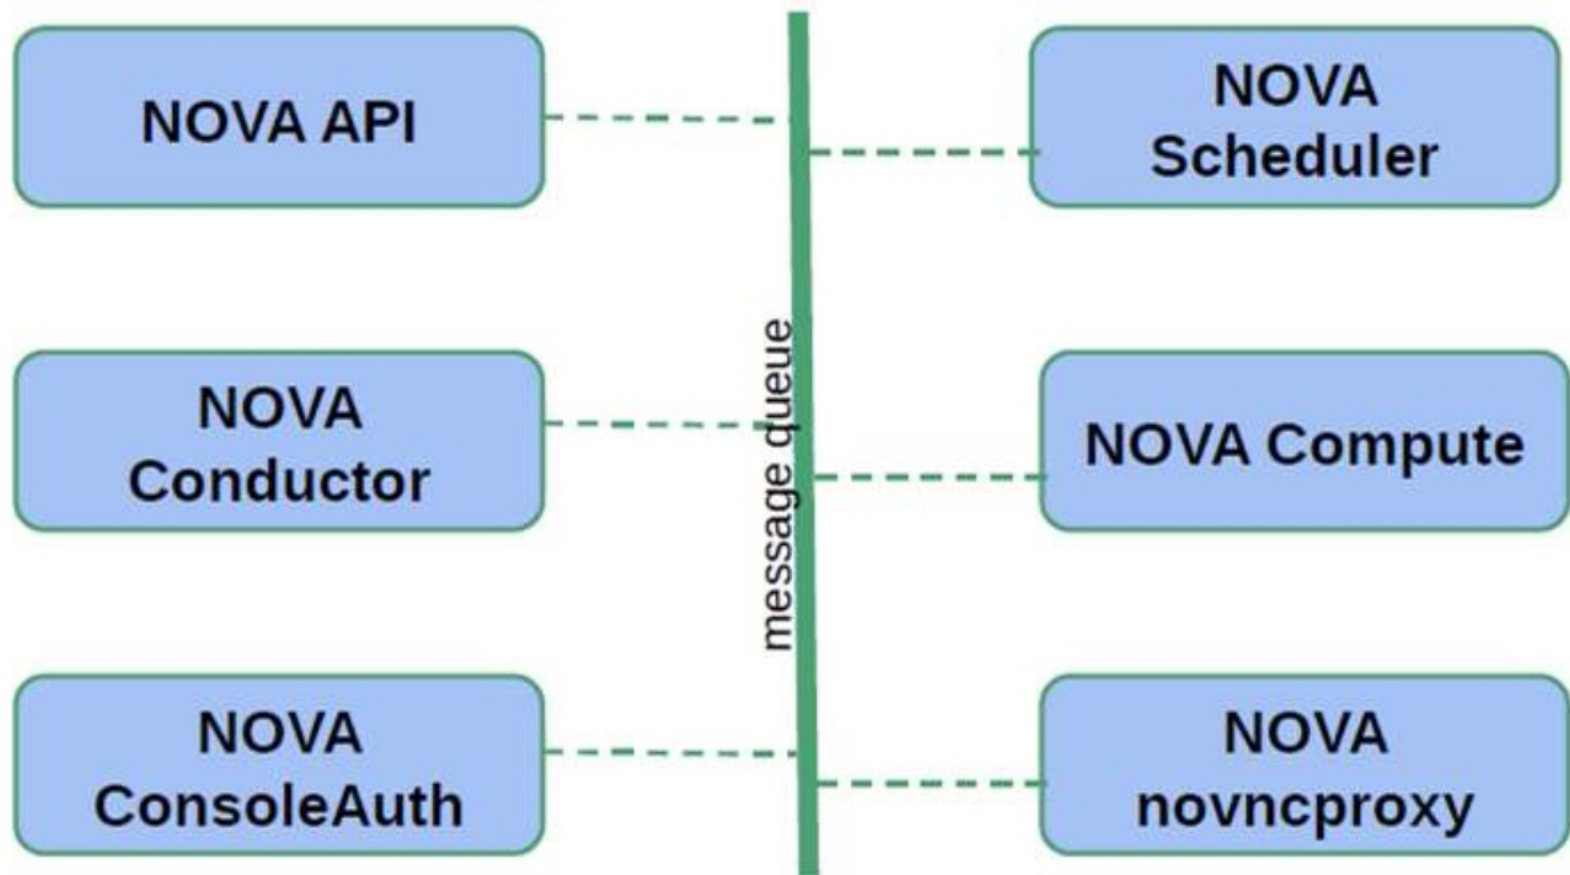 NOVA API
NOVA
Scheduler
message queue
NOVA
Conductor
NOVA Compute
NOVA
ConsoleAuth
NOVA
novncproxy